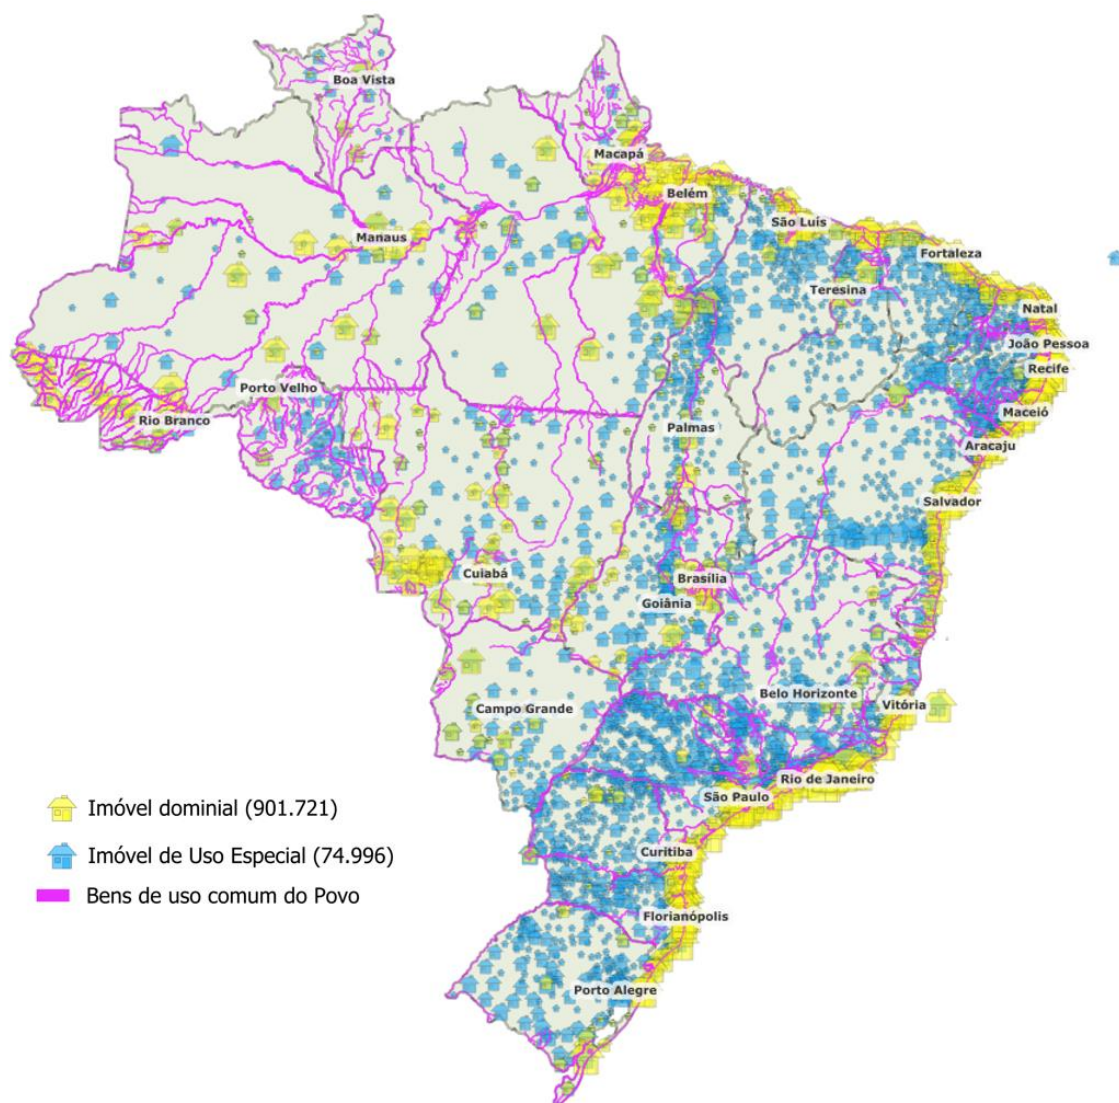 Boa Vista
Macapá
Belém
São Luís
Manaus
Fortaleza
Teresina
Natal
João Pessoa
Recife
Porto Velho
Maceió
Rio Branco
Palmas
Aracaju
Salvador
Cuiabá
Brasília
Goiânia
Belo Horizonte
Vitória
Campo Grande
Rio de Janeiro
São Paulo
Imóvel dominial (901.721)
Imóvel de Uso Especial (74.996)
Curitiba
Bens de uso comum do Povo
Florianópolis
Porto Alegre